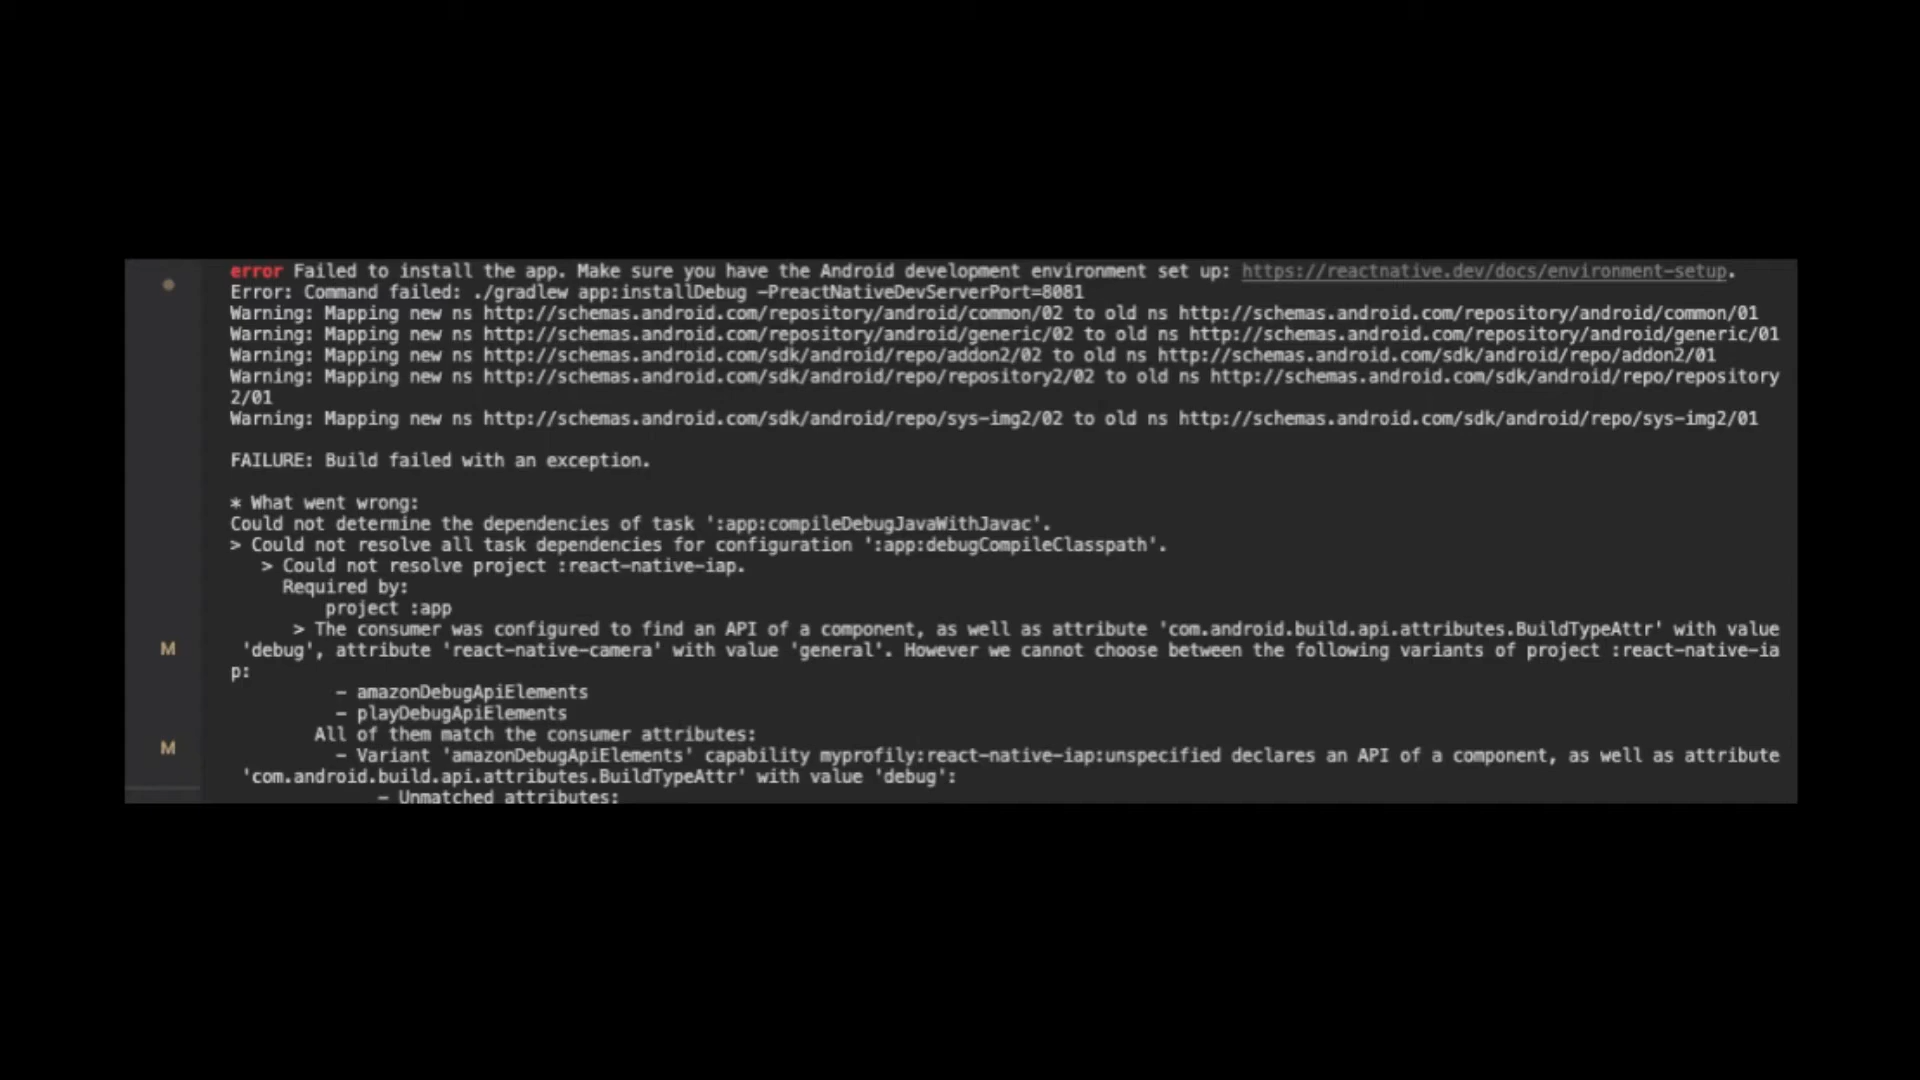 error Failed to install the app. Make sure you have the Android development environment set up: https://reactnative.dev/docs/environment-setup.
Error: Command failed: ./gradlew app:installDebug -PreactNativeDevServerPort=8081
Warning: Mapping new ns http://schemas.android.com/repository/android/common/02 to old ns http://schemas.android.com/repository/android/common/01
Warning: Mapping new ns http://schemas.android.com/repository/android/generic/02 to old ns http://schemas.android.com/repository/android/generic/01
Warning: Mapping new ns http://schemas.android.com/sdk/android/repo/addon2/02 to old ns http://schemas.android.com/sdk/android/repo/addon2/01
Warning: Mapping new ns http://schemas.android.com/sdk/android/repo/repository2/02 to old ns http://schemas.android.com/sdk/android/repo/repository
2/01
Warning: Mapping new ns http://schemas.android.com/sdk/android/repo/sys-img2/02 to old ns http://schemas.android.com/sdk/android/repo/sys-img2/01
FAILURE: Build failed with an exception.
* What went wrong:
Could not determine the dependencies of task ':app:compileDebugJavaWithJavac'.
> Could not resolve all task dependencies for configuration ':app:debugCompileClasspath'.
> Could not resolve project :react-native-iap.
Required by:
project :app
> The consumer was configured to find an API of a component, as well as attribute 'com.android.build.api.attributes.BuildTypeAttr' with value
M 'debug', attribute 'react-native-camera' with value 'general'. However we cannot choose between the following variants of project :react-native-ia
p:
- amazonDebugApiElements
- playDebugApiElements
All of them match the consumer attributes:
M - Variant 'amazonDebugApiElements' capability myprofily:react-native-iap:unspecified declares an API of a component, as well as attribute
'com.android.build.api.attributes.BuildTypeAttr' with value 'debug':
- Unmatched attributes: